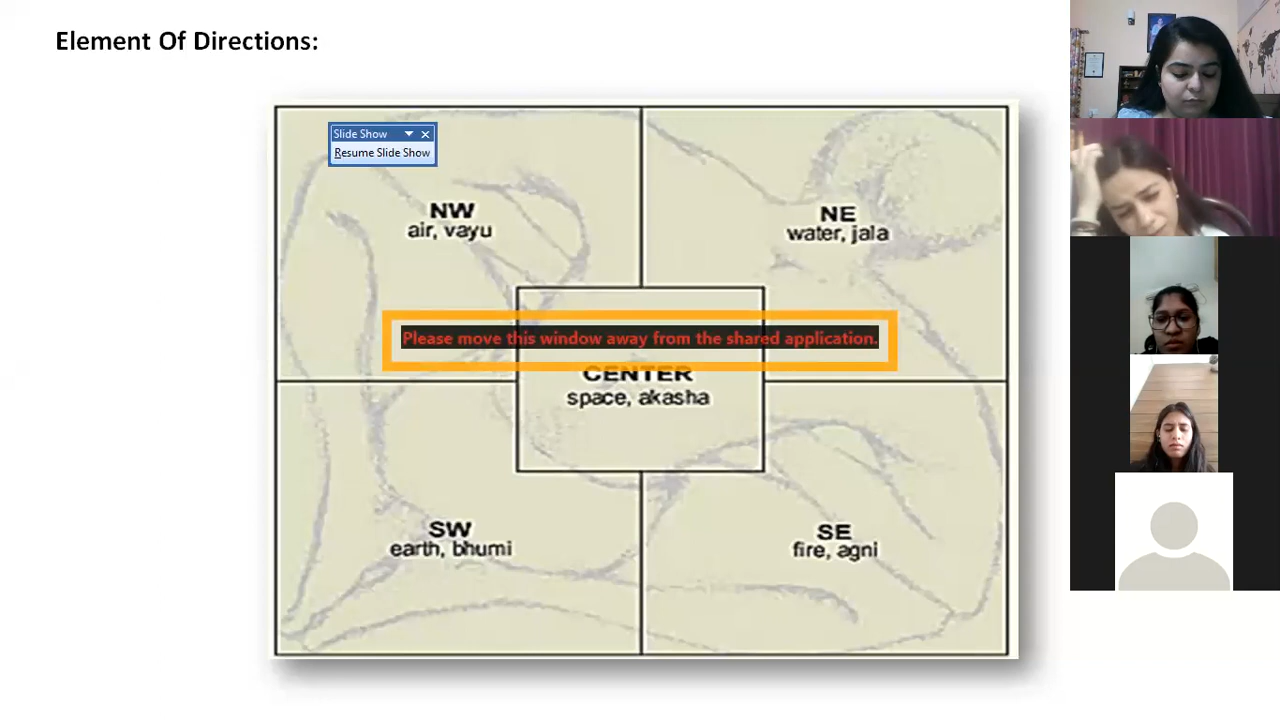 Element Of Directions:
Slide Show
Resume Slide Show
NW
air, vayu
NE
water, jala
Please move this window away from the shared application.
CENTER
space, akasha
SW
earth, bhumi
SE
fire, agni